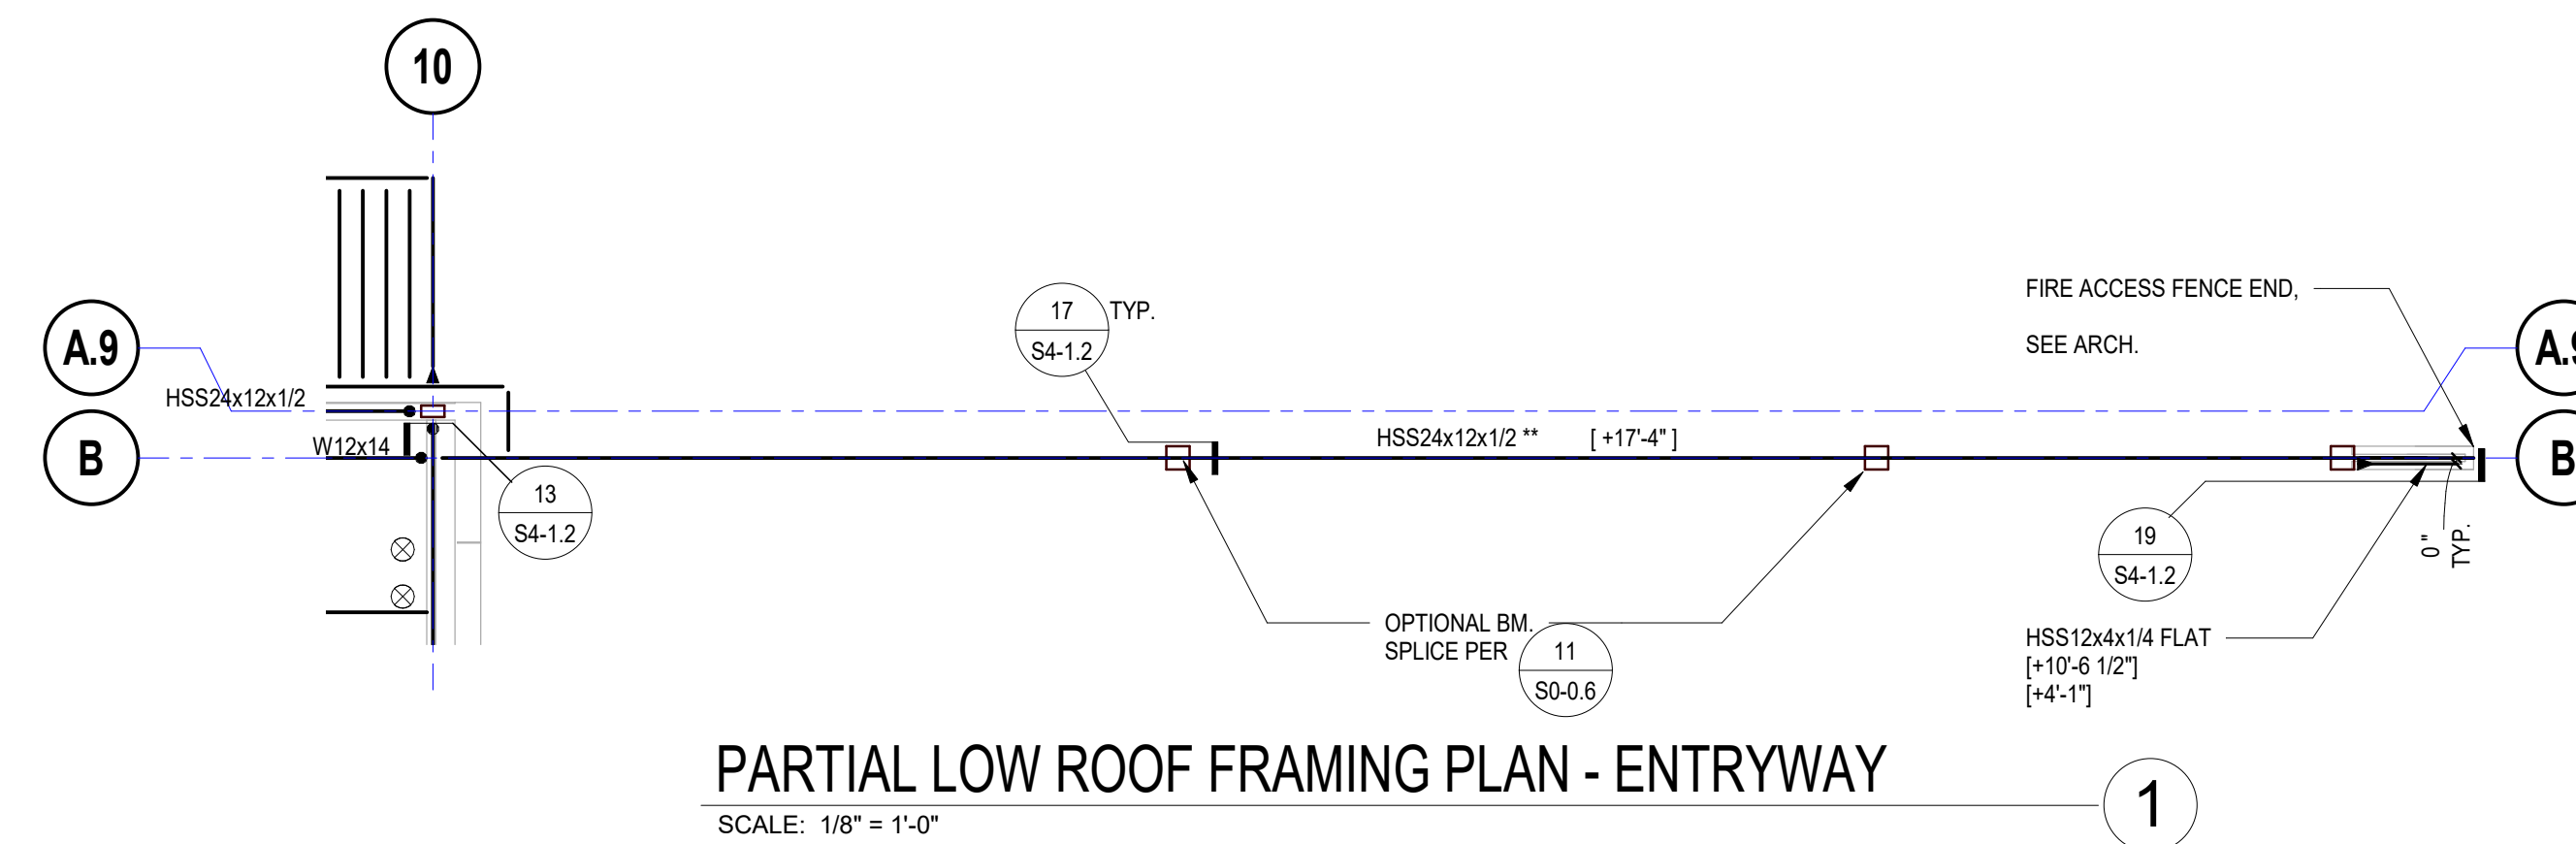 10
17
TYP.
S4-1.2
FIRE ACCESS FENCE END,
SEE ARCH.
A.9
HSS24x12x1/2
A.9
HSS24x12x1/2 **
[ +17'-4" ]
W12x14
B
B
13
S4-1.2
19
S4-1.2
0"
TYP.
OPTIONAL BM.
SPLICE PER
11
S0-0.6
HSS12x4x1/4 FLAT
[+10'-6 1/2"]
[+4'-1"]
PARTIAL LOW ROOF FRAMING PLAN - ENTRYWAY
SCALE: 1/8" = 1'-0"
1